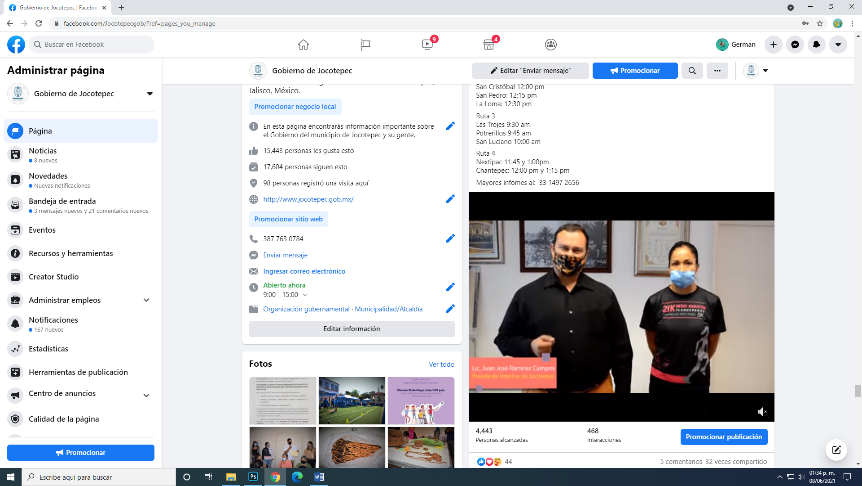 Gobierno de Jocotepec | Faceboo
facebook.com/Jocotepecgob/?ref=pages_you_manage
Buscar en Facebook
6
4
German
Administrar página
Gobierno de Jocotepec
Página
Noticias
8 nuevos
Novedades
Nuevas notificaciones
Bandeja de entrada
3 mensajes nuevos y 21 comentarios nuevos
Eventos
Recursos y herramientas
Creator Studio
Administrar empleos
Notificaciones
167 nuevos
Estadísticas
Herramientas de publicación
Centro de anuncios
Calidad de la página
Promocionar
Gobierno de Jocotepec
Editar "Enviar mensaje"
Promocionar
Jalisco, México.
Promocionar negocio local
En esta página encontrarás información importante sobre
el Gobierno del municipio de Jocotepec y su gente.
15,443 personas les gusta esto
17,604 personas siguen esto
98 personas registró una visita aquí
http://www.jocotepec.gob.mx/
Promocionar sitio web
387 763 0784
Enviar mensaje
Ingresar correo electrónico
Abierto ahora
9:00 - 15:00
Organización gubernamental · Municipalidad/Alcaldía
Editar información
Fotos
Ver todo
San Cristóbal 12:00 pm
San Pedro: 12:15 pm
La Loma: 12:30 pm
Ruta 3
Las Trojes 9:30 am
Potrerillos 9:45 am
San Luciano 10:00 am
Ruta 4
Nextipac: 11:45 y 1:00pm
Chantepec: 12:00 pm y 1:15 pm
Mayores infomes al: 33 1497 2656
21K
Lic. Juan José Ramírez Campos
Presidente Interino de Jocotepec
4,443
Personas alcanzadas
468
Interacciones
Promocionar publicación
44
5 comentarios 32 veces compartido
Escribe aquí para buscar
01:04 p. m.
08/06/2021